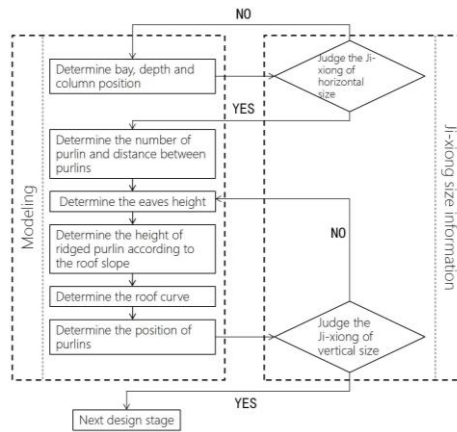 NO
Determine bay, depth and
column position
Judge the Ji-
xiong of
horizontal
size
YES
Determine the number of
purlin and distance between
purlins
Determine the eaves height
NO
Determine the height of
ridged purlin according to
the roof slope
Determine the roof curve
Determine the position of
purlins
Judge the
Ji-xiong of
vertical size
YES
Next design stage
Modeling
Ji-xiong size information